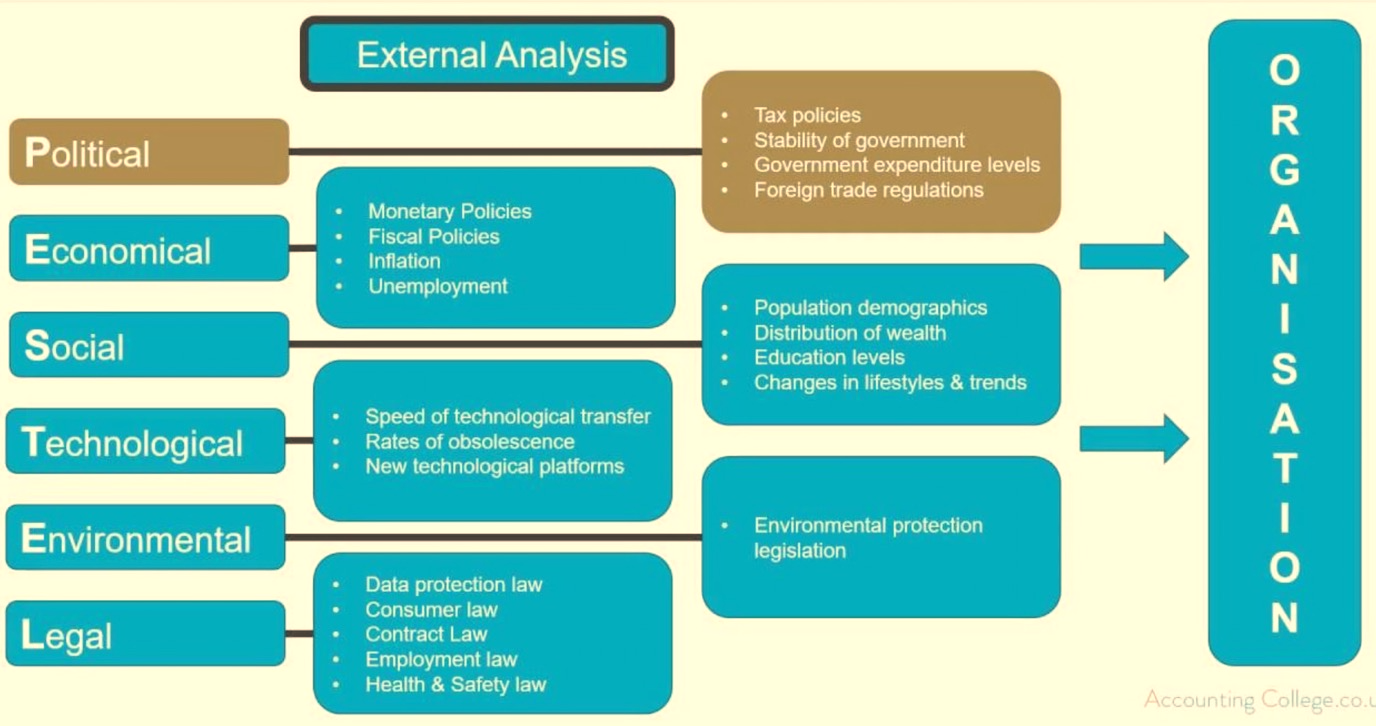 External Analysis
Political
• Tax policies
• Stability of government
• Government expenditure levels
• Foreign trade regulations
Economical
• Monetary Policies
• Fiscal Policies
• Inflation
• Unemployment
Social
• Population demographics
• Distribution of wealth
• Education levels
• Changes in lifestyles & trends
Technological
• Speed of technological transfer
• Rates of obsolescence
• New technological platforms
Environmental
• Environmental protection
legislation
Legal
• Data protection law
• Consumer law
• Contract Law
• Employment law
• Health & Safety law
O
R
G
A
N
I
S
A
T
I
O
N
Accounting College.co.u